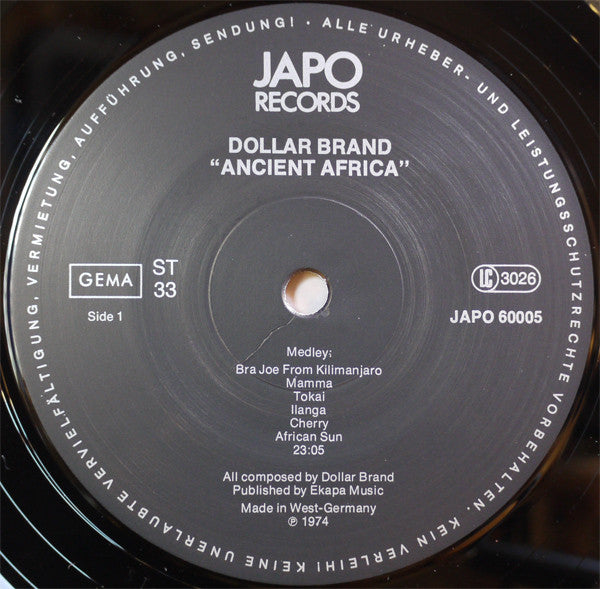 ALLE URHEBER- UND LEISTUNGSSCHUTZRECHTE VORBEHALTEN. KEIN VERLEIH! KEINE UNERLAUBTE VERVIELFÄLTIGUNG, VERMIETUNG, AUFFÜHRUNG, SENDUNG! ·
JAPO
RECORDS
DOLLAR BRAND
“ANCIENT AFRICA”
GEMA
ST
33
LC 3026
Side 1
JAPO 60005
Medley;
Bra Joe From Kilimanjaro
Mamma
Tokai
Ilanga
Cherry
African Sun
23:05
All composed by Dollar Brand
Published by Ekapa Music
Made in West-Germany
℗ 1974